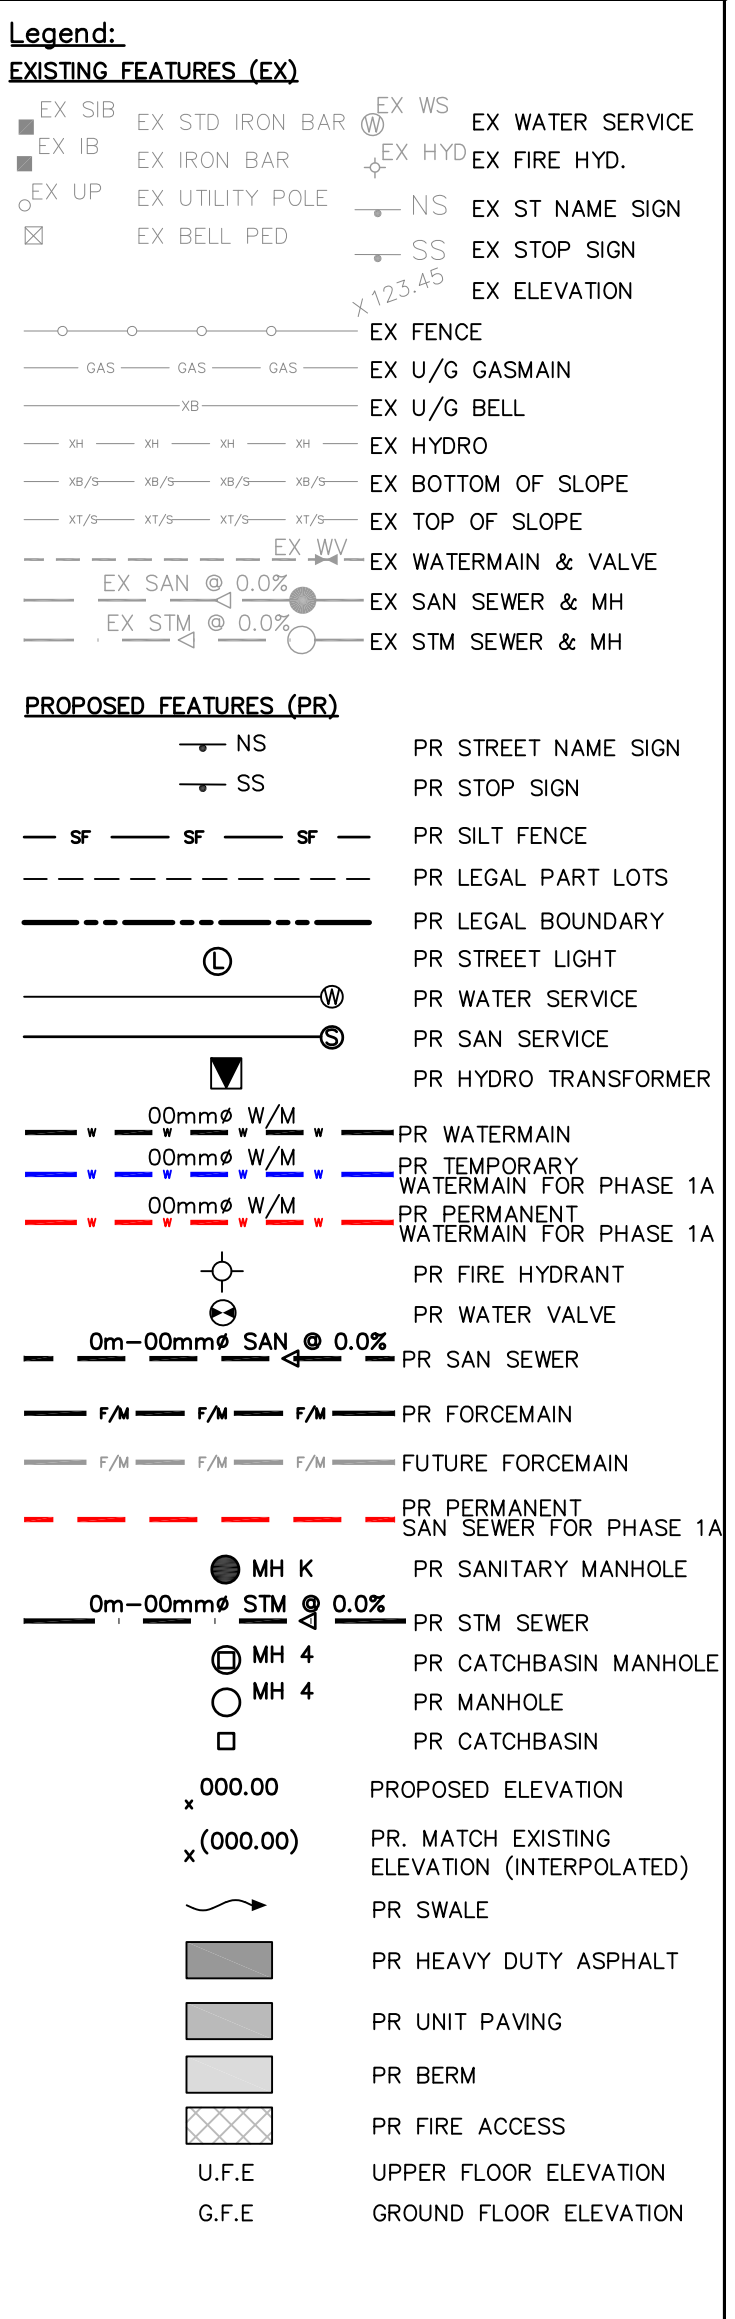 Legend:
EXISTING FEATURES (EX)
EX SIB EX STD IRON BAR
EX IB EX IRON BAR
EX UP EX UTILITY POLE
EX BELL PED
W EX WS EX WATER SERVICE
EX HYD EX FIRE HYD.
NS EX ST NAME SIGN
SS EX STOP SIGN
X 123.45 EX ELEVATION
EX FENCE
GAS GAS GAS EX U/G GASMAIN
XB EX U/G BELL
XH XH XH XH EX HYDRO
XB/S XB/S XB/S XB/S EX BOTTOM OF SLOPE
XT/S XT/S XT/S XT/S EX TOP OF SLOPE
EX WV EX WATERMAIN & VALVE
EX SAN @ 0.0% EX SAN SEWER & MH
EX STM @ 0.0% EX STM SEWER & MH
PROPOSED FEATURES (PR)
NS PR STREET NAME SIGN
SS PR STOP SIGN
SF SF SF PR SILT FENCE
PR LEGAL PART LOTS
PR LEGAL BOUNDARY
L PR STREET LIGHT
W PR WATER SERVICE
S PR SAN SERVICE
PR HYDRO TRANSFORMER
00mmø W/M
W W W W PR WATERMAIN
00mmø W/M
W W W W PR TEMPORARY
WATERMAIN FOR PHASE 1A
00mmø W/M
W W W W PR PERMANENT
WATERMAIN FOR PHASE 1A
PR FIRE HYDRANT
PR WATER VALVE
0m-00mmø SAN @ 0.0%
PR SAN SEWER
F/M F/M F/M PR FORCEMAIN
F/M F/M F/M FUTURE FORCEMAIN
PR PERMANENT
SAN SEWER FOR PHASE 1A
MH K PR SANITARY MANHOLE
0m-00mmø STM @ 0.0%
PR STM SEWER
MH 4 PR CATCHBASIN MANHOLE
MH 4 PR MANHOLE
PR CATCHBASIN
x 000.00 PROPOSED ELEVATION
x (000.00) PR. MATCH EXISTING
ELEVATION (INTERPOLATED)
PR SWALE
PR HEAVY DUTY ASPHALT
PR UNIT PAVING
PR BERM
PR FIRE ACCESS
U.F.E UPPER FLOOR ELEVATION
G.F.E GROUND FLOOR ELEVATION